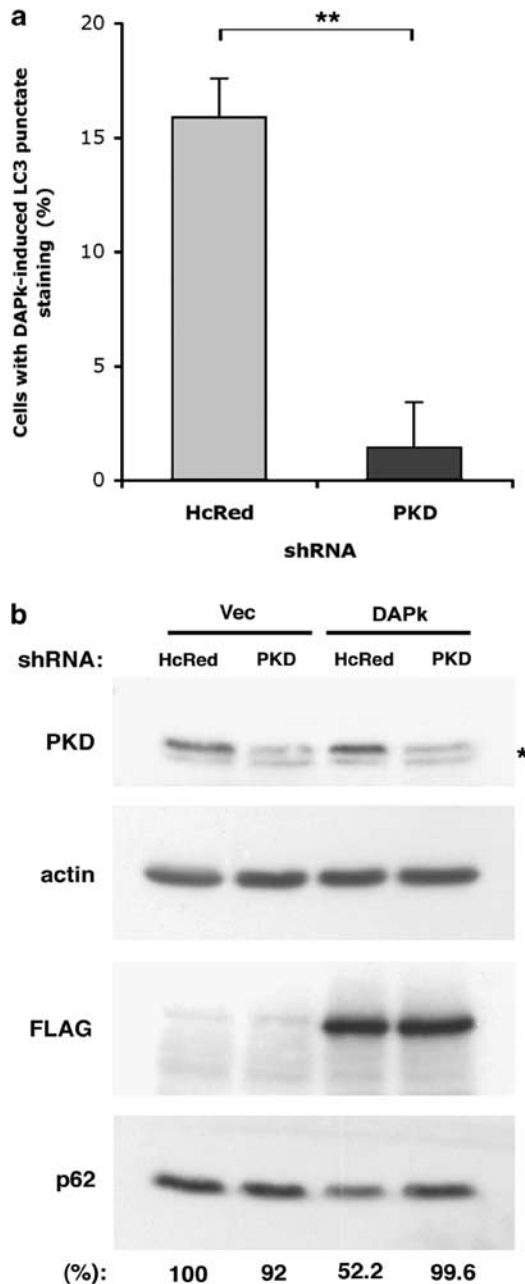 a
**
20
15
10
5
0
Cells with DAPk-induced LC3 punctate
staining (%)
HcRed PKD
shRNA
b
Vec DAPk
shRNA: HcRed PKD HcRed PKD
PKD
*
actin
FLAG
p62
(%): 100 92 52.2 99.6